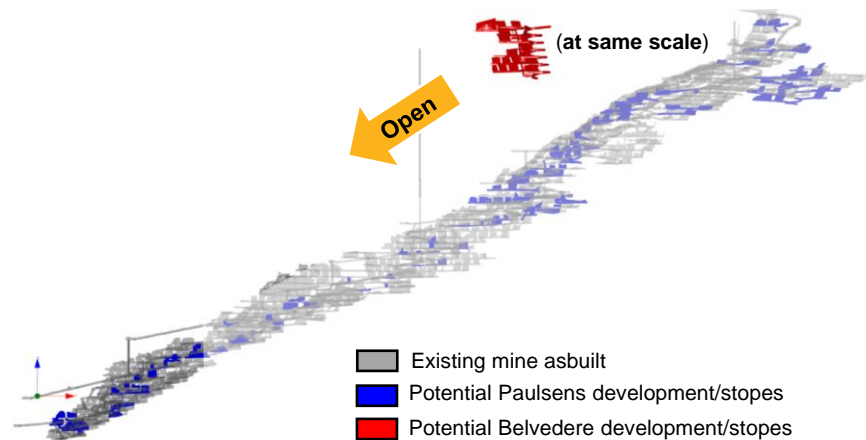 (at same scale)
Open
Existing mine asbuilt
Potential Paulsens development/stopes
Potential Belvedere development/stopes